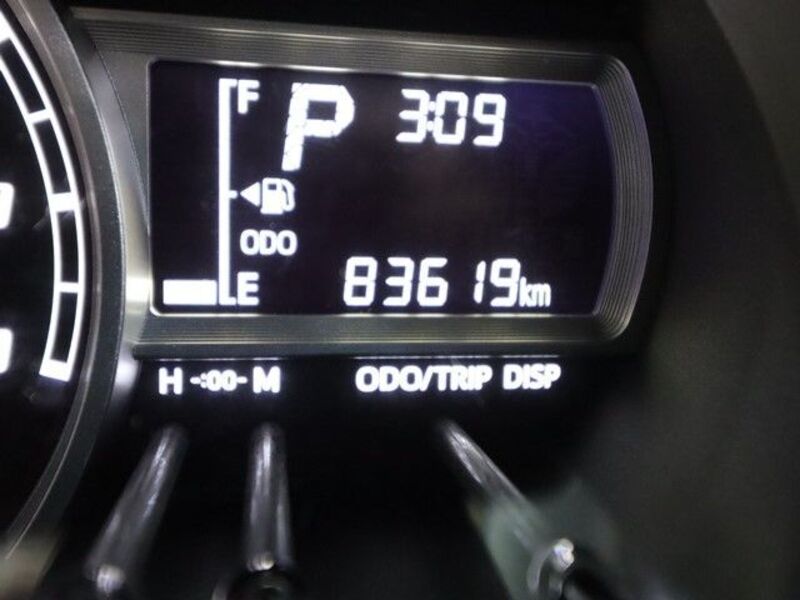 F P 3:09
ODO
E 83619km
H -:00- M ODO/TRIP DISP